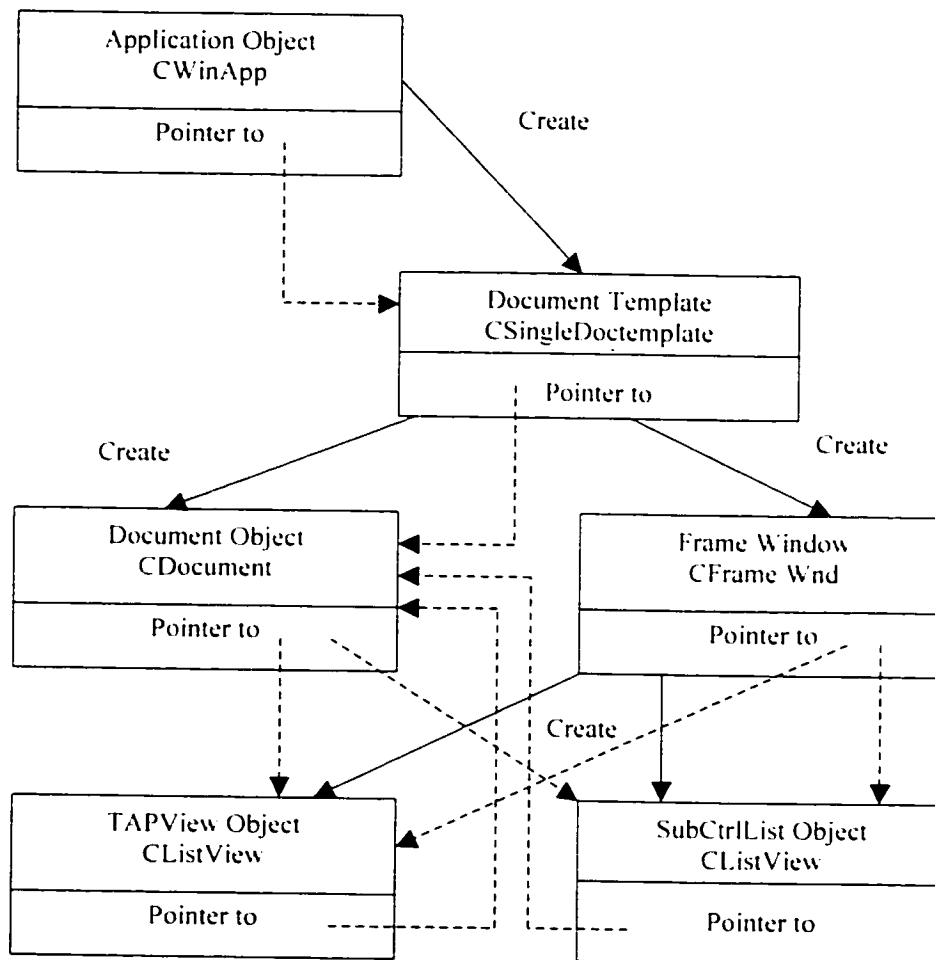 Application Object
CWinApp
Pointer to
Create
Document Template
CSingleDoctemplate
Pointer to
Create
Create
Document Object
CDocument
Pointer to
Frame Window
CFrame Wnd
Pointer to
Create
TAPView Object
CListView
Pointer to
SubCtrlList Object
CListView
Pointer to